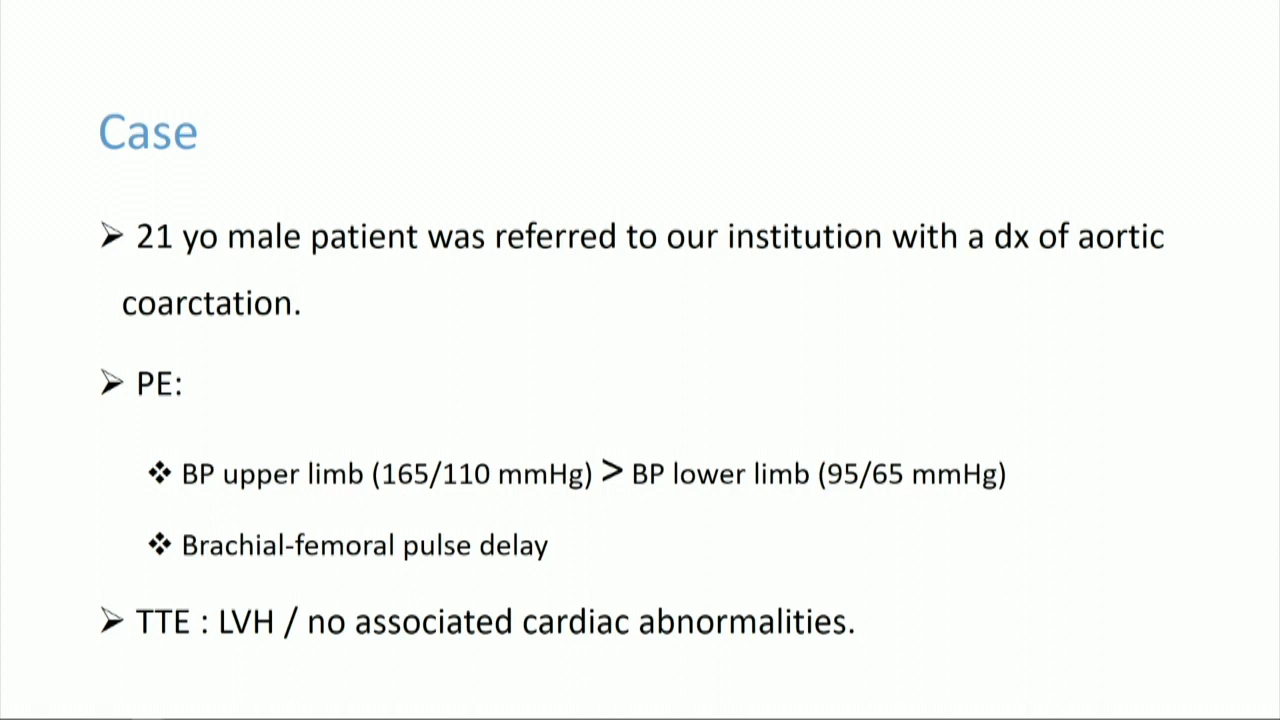 Case
➢ 21 yo male patient was referred to our institution with a dx of aortic
coarctation.
➢ PE:
❖ BP upper limb (165/110 mmHg) > BP lower limb (95/65 mmHg)
❖ Brachial-femoral pulse delay
➢ TTE : LVH / no associated cardiac abnormalities.